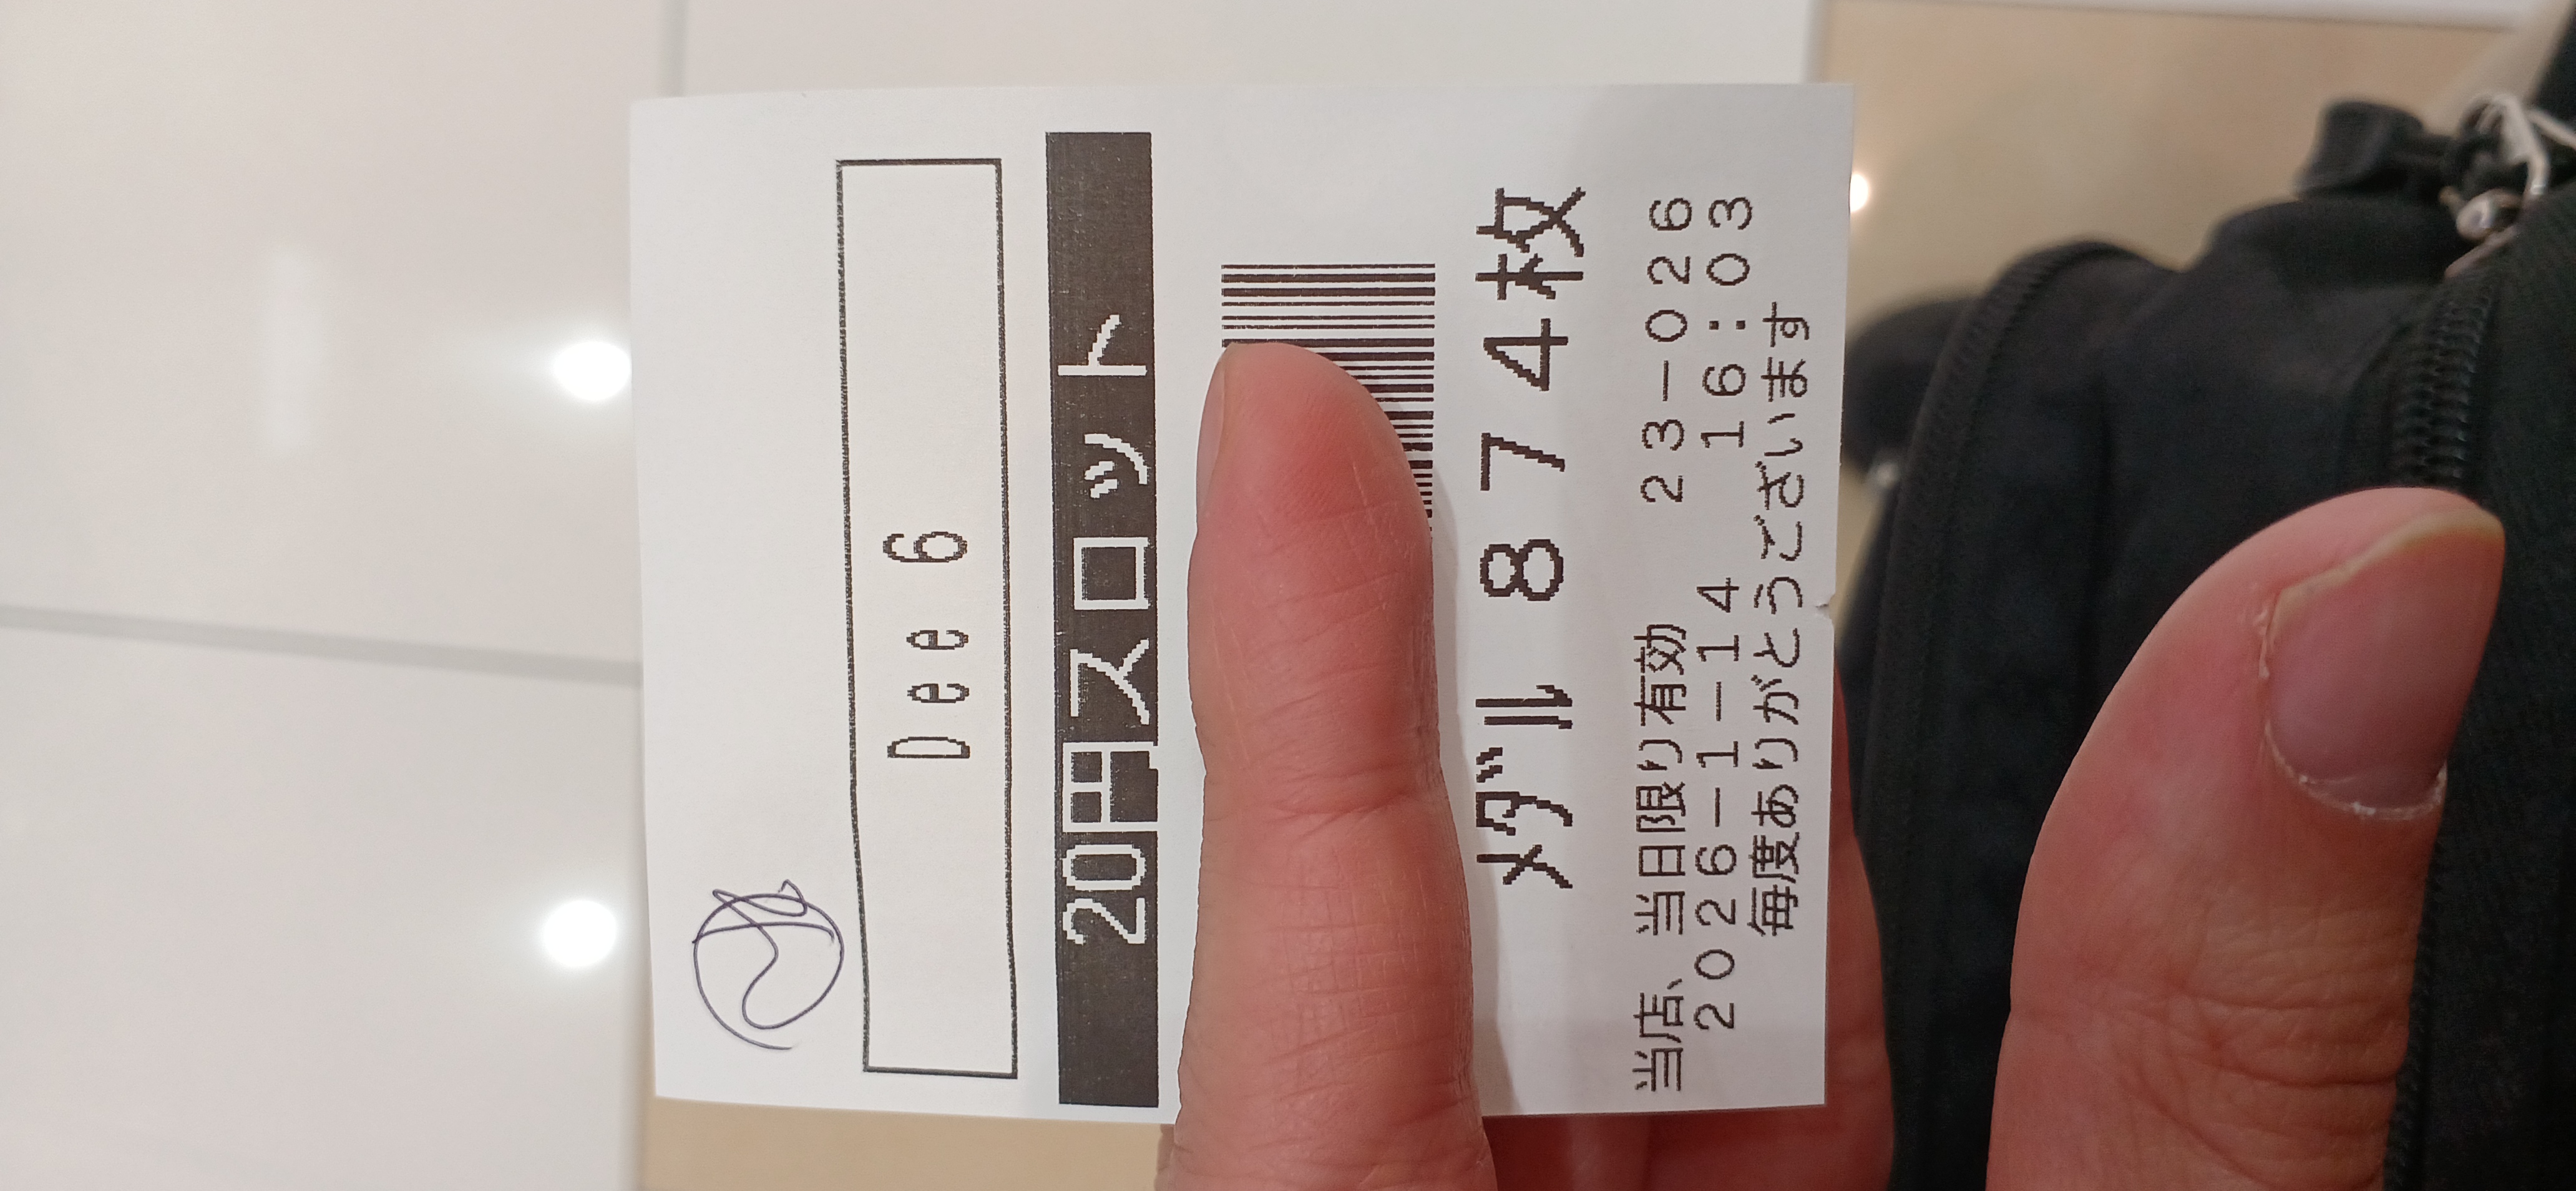 Dee 6
20円スロット
メダル 874枚
当店、当日限り有効 23-026
2026-1-14 16:03
毎度ありがとうございます